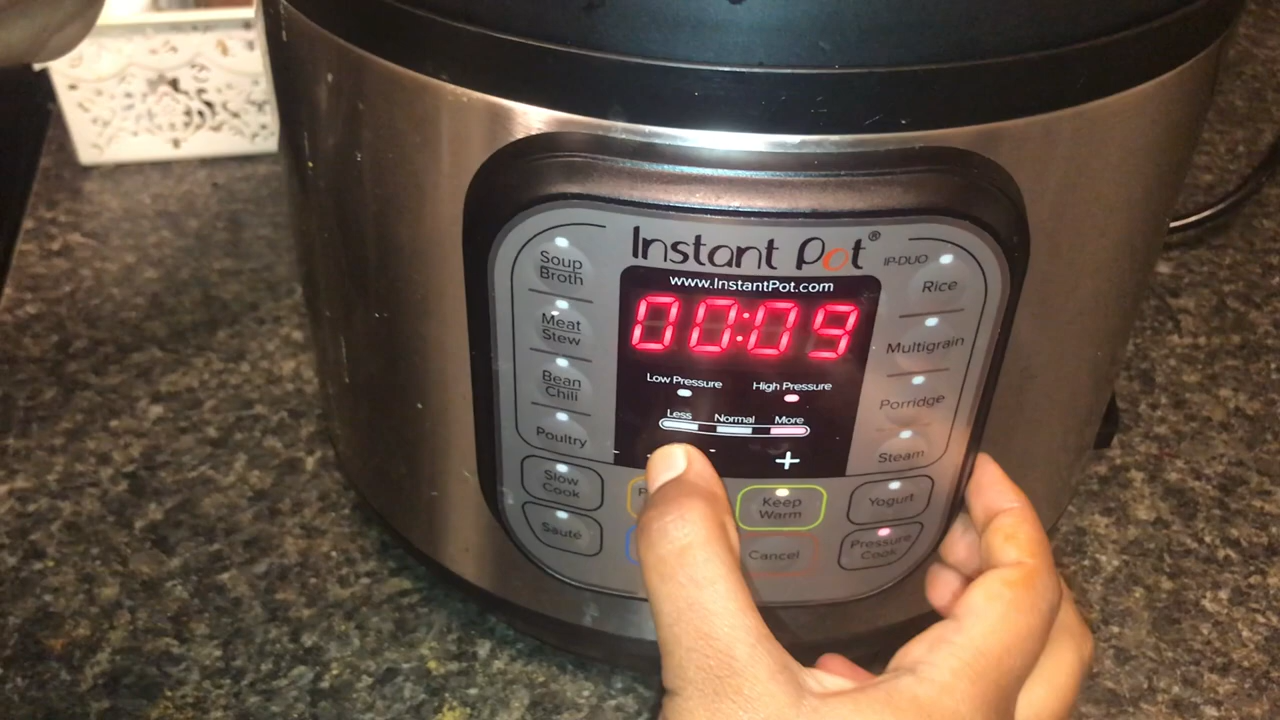 Instant Pot®
IP-DUO
www.InstantPot.com
00:09
Low Pressure
High Pressure
Less
Normal
More
- +
Soup
Broth
Meat
Stew
Bean
Chili
Poultry
Slow
Cook
Sauté
Rice
Multigrain
Porridge
Steam
Keep
Warm
Cancel
Yogurt
Pressure
Cook